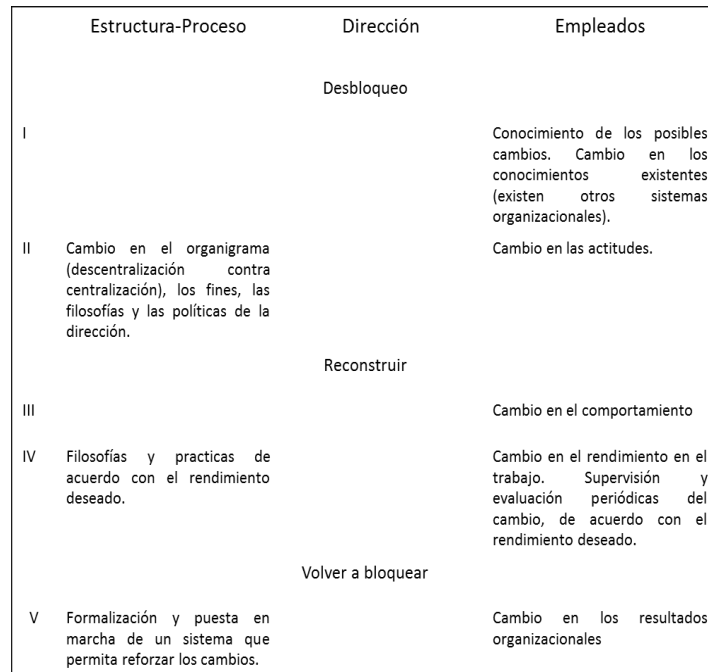 Estructura-Proceso Dirección Empleados
Desbloqueo
I
Conocimiento de los posibles
cambios. Cambio en los
conocimientos existentes
(existen otros sistemas
organizacionales).
II
Cambio en el organigrama
(descentralización contra
centralización), los fines, las
filosofías y las políticas de la
dirección.
Cambio en las actitudes.
Reconstruir
III
Cambio en el comportamiento
IV
Filosofías y practicas de
acuerdo con el rendimiento
deseado.
Cambio en el rendimiento en el
trabajo. Supervisión y
evaluación periódicas del
cambio, de acuerdo con el
rendimiento deseado.
Volver a bloquear
V
Formalización y puesta en
marcha de un sistema que
permita reforzar los cambios.
Cambio en los resultados
organizacionales